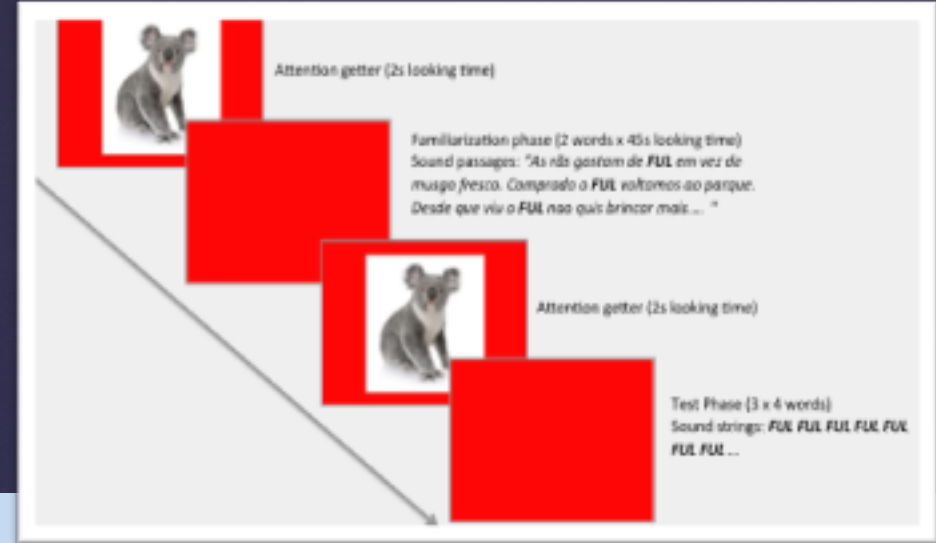 Attention getter (2s looking time)
Familiarization phase (2 words x 45s looking time)
Sound passages: "As rãs gostam de FUL em vez de
musgo fresco. Comprado o FUL voltamos ao parque.
Desde que viu o FUL nao quis brincar mais ... "
Attention getter (2s looking time)
Test Phase (3 x 4 words)
Sound strings: FUL FUL FUL FUL FUL
FUL FUL ...